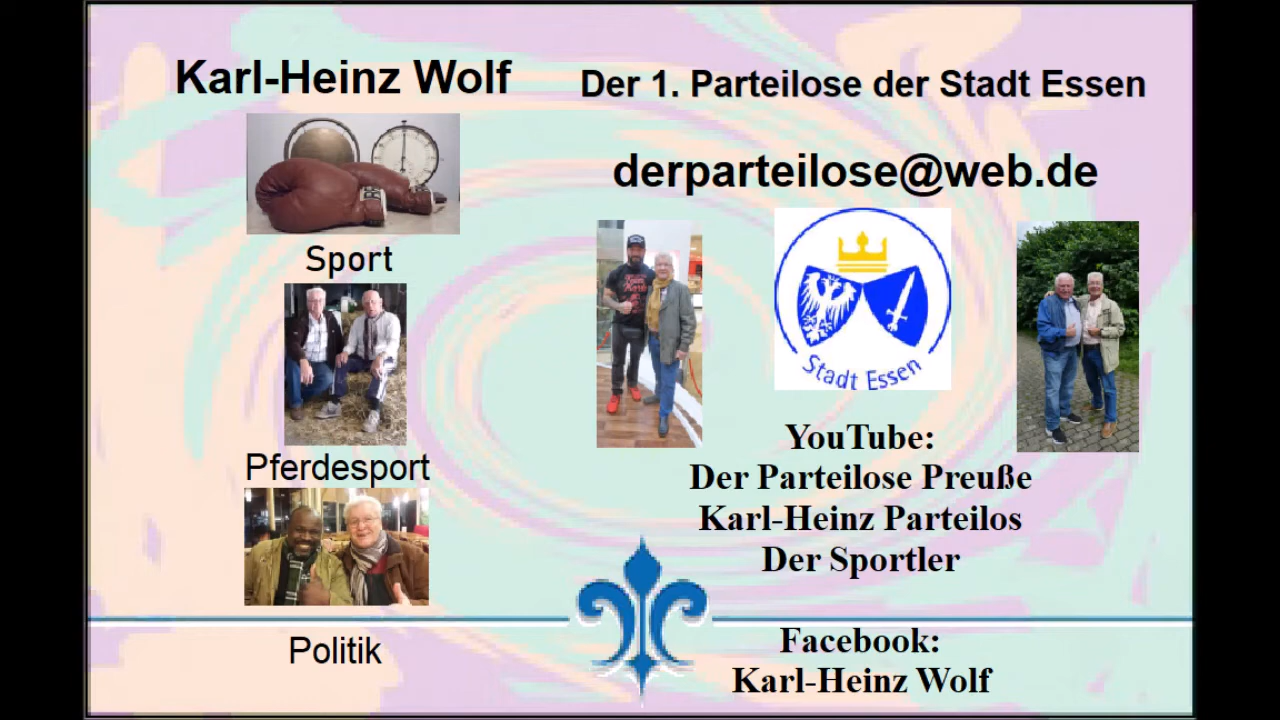 Karl-Heinz Wolf
Der 1. Parteilose der Stadt Essen
derparteilose@web.de
Sport
Pferdesport
Politik
Stadt Essen
YouTube:
Der Parteilose Preuße
Karl-Heinz Parteilos
Der Sportler
Facebook:
Karl-Heinz Wolf